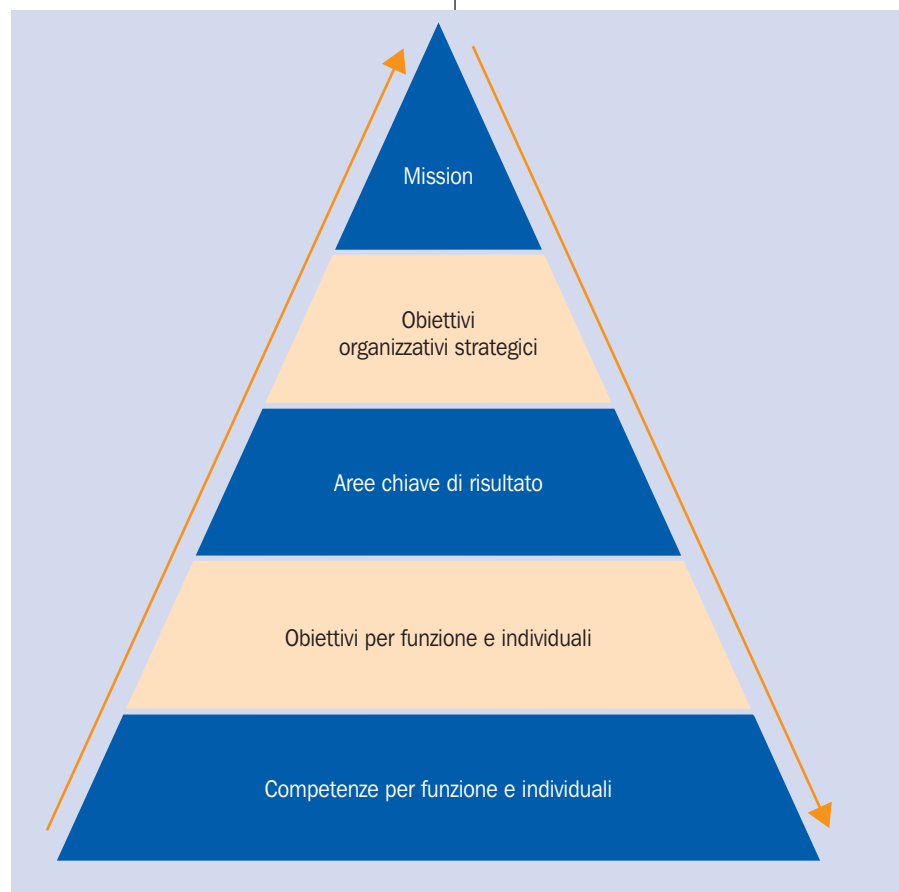 Mission
Obiettivi
organizzativi strategici
Aree chiave di risultato
Obiettivi per funzione e individuali
Competenze per funzione e individuali